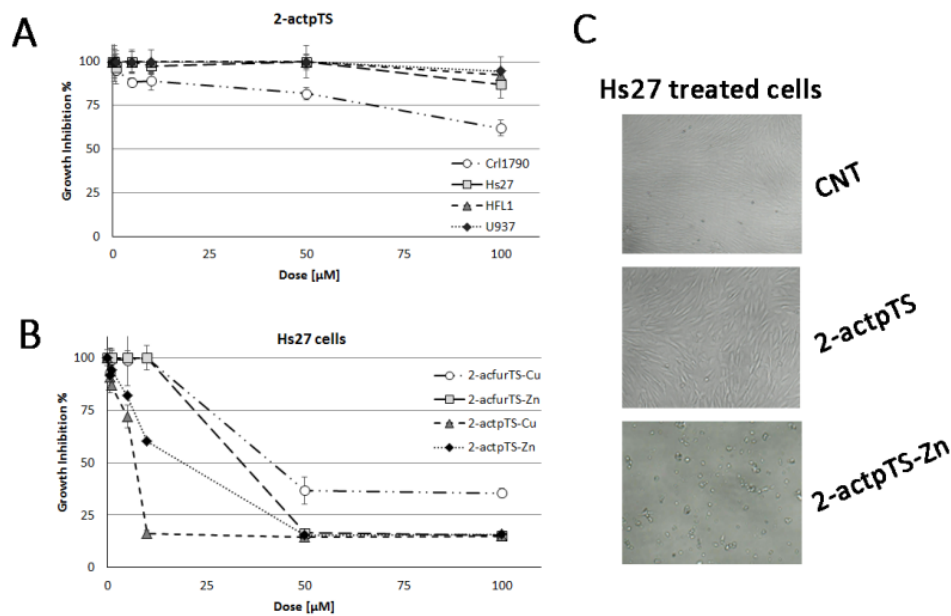 A
2-actpTS
Growth Inhibition %
100
75
50
25
0
0
25
50
75
100
Dose [µM]
Crl1790
Hs27
HFL1
U937
B
Hs27 cells
Growth Inhibition %
100
75
50
25
0
0
25
50
75
100
Dose [µM]
2-acfurTS-Cu
2-acfurTS-Zn
2-actpTS-Cu
2-actpTS-Zn
C
Hs27 treated cells
CNT
2-actpTS
2-actpTS-Zn